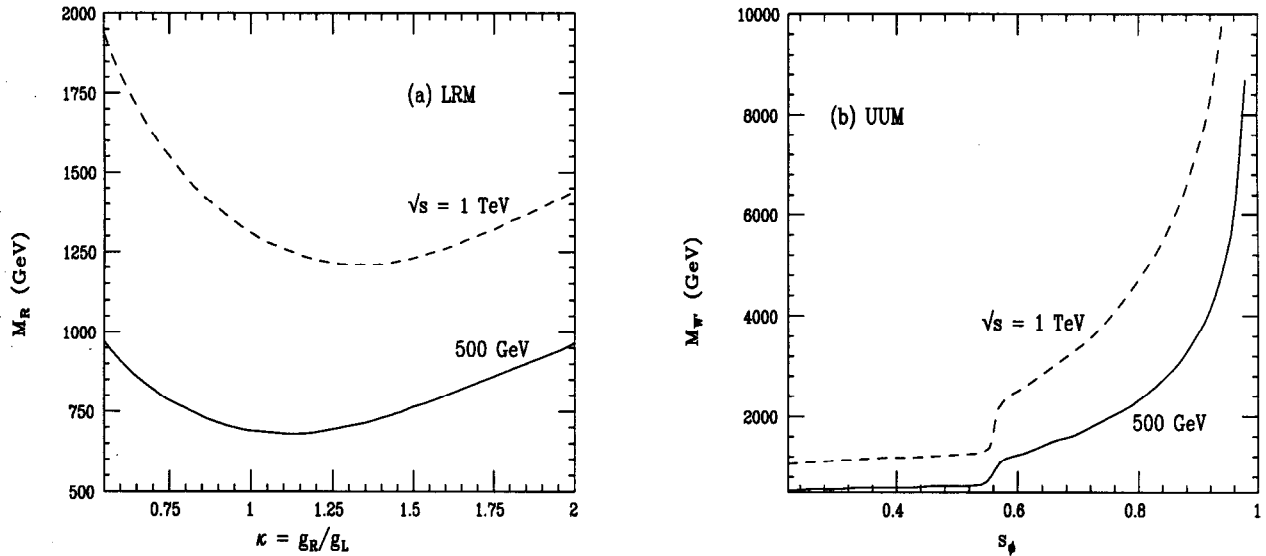 2000
1750
1500
1250
1000
750
500
M_R (GeV)
(a) LRM
√s = 1 TeV
500 GeV
0.75 1 1.25 1.5 1.75 2
κ = g_R/g_L
10000
8000
6000
4000
2000
M_W' (GeV)
(b) UUM
√s = 1 TeV
500 GeV
0.4 0.6 0.8 1
s_ϕ